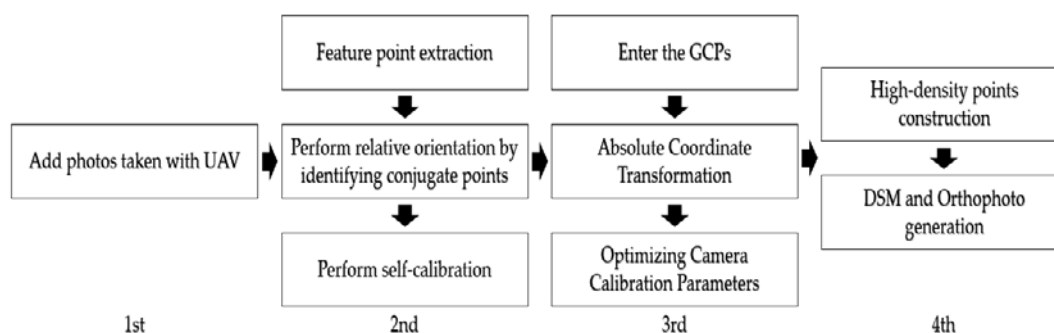 Add photos taken with UAV
Feature point extraction
Perform relative orientation by
identifying conjugate points
Perform self-calibration
Enter the GCPs
Absolute Coordinate
Transformation
Optimizing Camera
Calibration Parameters
High-density points
construction
DSM and Orthophoto
generation
1st
2nd
3rd
4th